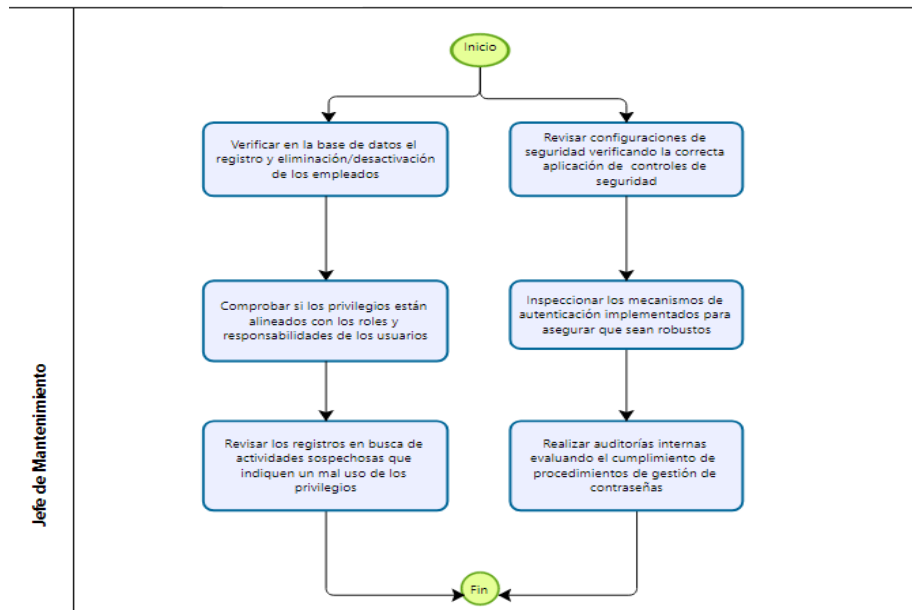 Inicio
Verificar en la base de datos el
registro y eliminación/desactivación
de los empleados
Revisar configuraciones de
seguridad verificando la correcta
aplicación de controles de
seguridad
Comprobar si los privilegios están
alineados con los roles y
responsabilidades de los usuarios
Inspeccionar los mecanismos de
autenticación implementados para
asegurar que sean robustos
Revisar los registros en busca de
actividades sospechosas que
indiquen un mal uso de los
privilegios
Realizar auditorías internas
evaluando el cumplimiento de
procedimientos de gestión de
contraseñas
Fin
Jefe de Mantenimiento